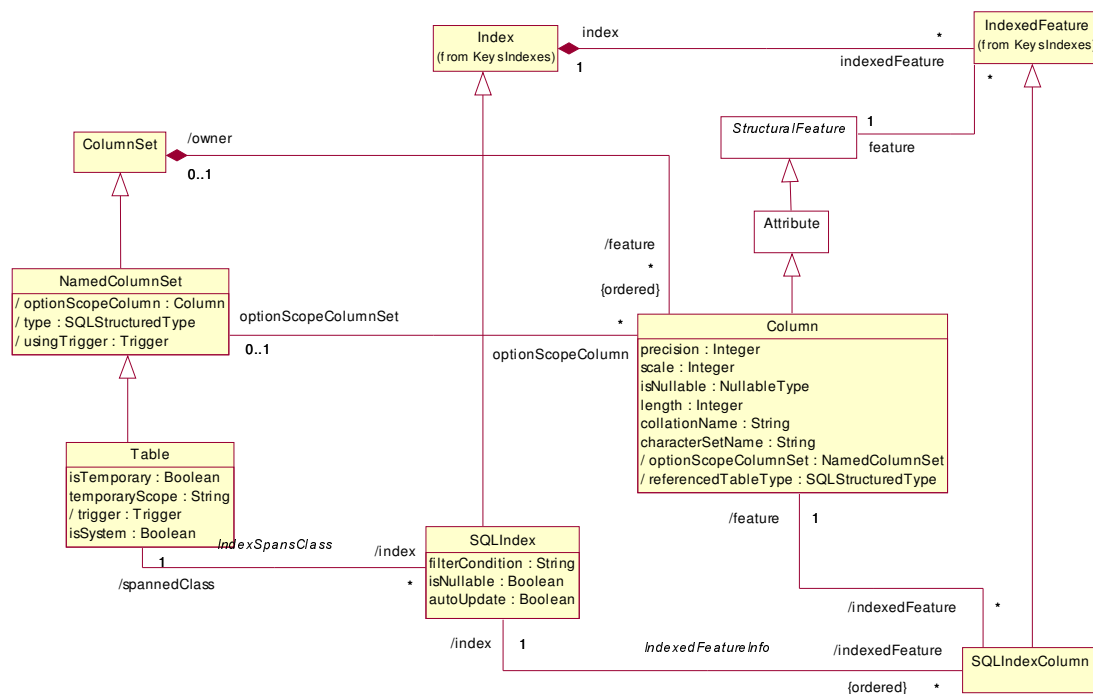 Index
(from KeysIndexes)
index
1
*
indexedFeature
IndexedFeature
(from KeysIndexes)
*
1
feature
StructuralFeature
Attribute
ColumnSet
/owner
0..1
/feature
*
{ordered}
NamedColumnSet
/ optionScopeColumn : Column
/ type : SQLStructuredType
/ usingTrigger : Trigger
optionScopeColumnSet
0..1
*
optionScopeColumn
Column
precision : Integer
scale : Integer
isNullable : NullableType
length : Integer
collationName : String
characterSetName : String
/ optionScopeColumnSet : NamedColumnSet
/ referencedTableType : SQLStructuredType
Table
isTemporary : Boolean
temporaryScope : String
/ trigger : Trigger
isSystem : Boolean
IndexSpansClass
1
/spannedClass
/index
*
SQLIndex
filterCondition : String
isNullable : Boolean
autoUpdate : Boolean
/feature
1
/indexedFeature
*
/index
1
IndexedFeatureInfo
/indexedFeature
{ordered}
*
SQLIndexColumn